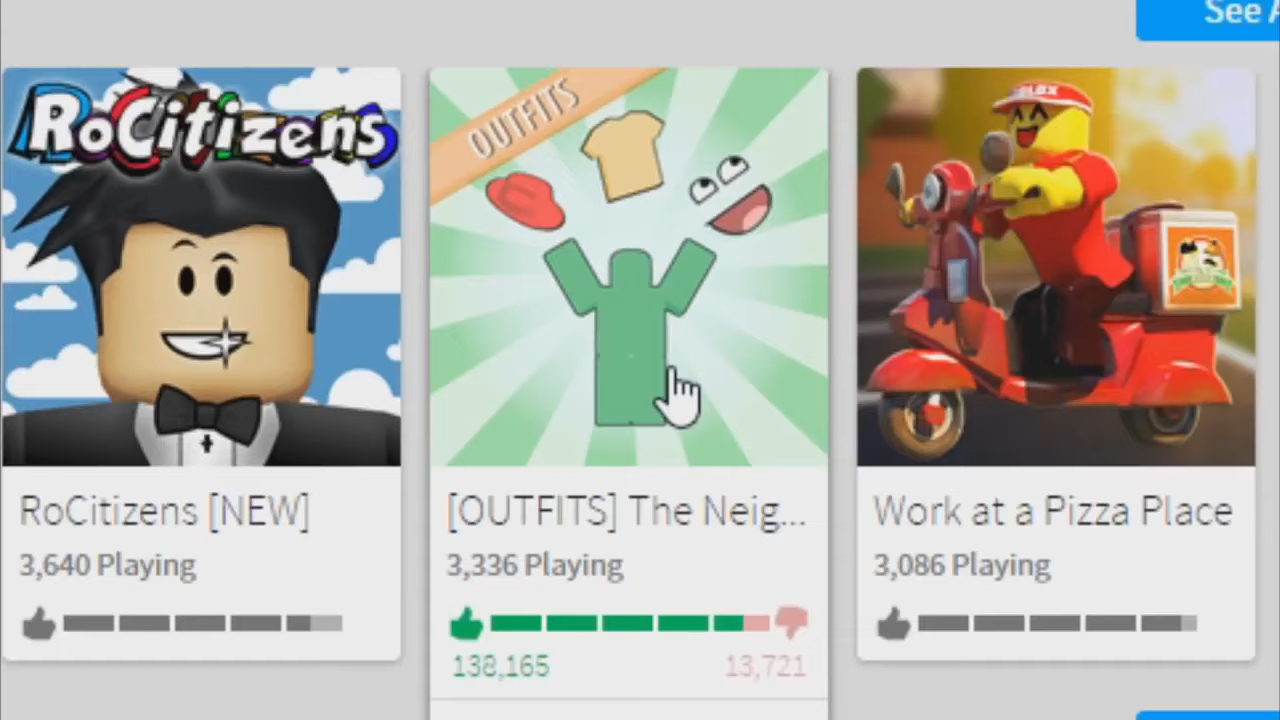 See A
RoCitizens
OUTFITS
RoCitizens [NEW]
3,640 Playing
[OUTFITS] The Neig...
3,336 Playing
138,165
13,721
Work at a Pizza Place
3,086 Playing